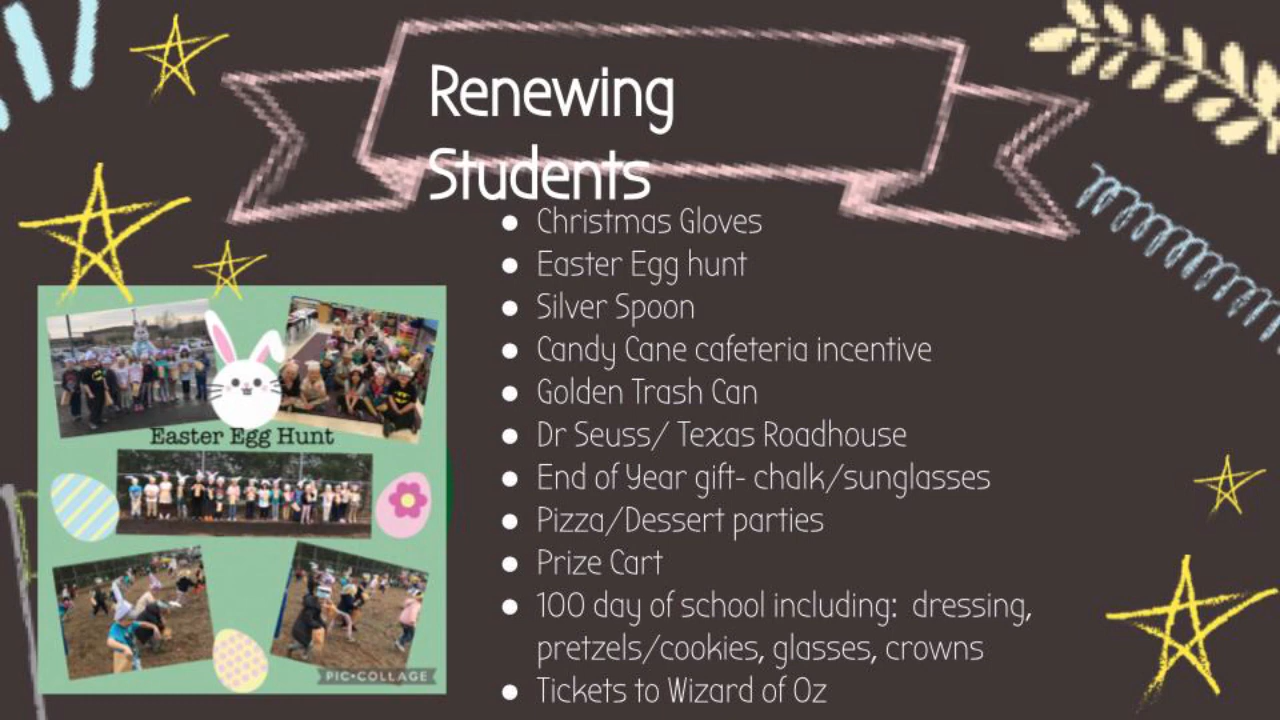 Renewing
Students
● Christmas Gloves
● Easter Egg hunt
● Silver Spoon
● Candy Cane cafeteria incentive
● Golden Trash Can
● Dr Seuss/ Texas Roadhouse
● End of Year gift- chalk/sunglasses
● Pizza/Dessert parties
● Prize Cart
● 100 day of school including:  dressing,
pretzels/cookies, glasses, crowns
● Tickets to Wizard of Oz
Easter Egg Hunt
PIC•COLLAGE